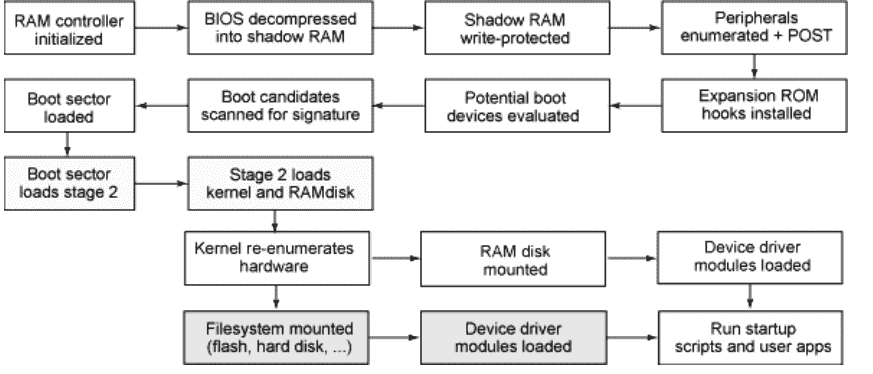 RAM controller
initialized
BIOS decompressed
into shadow RAM
Shadow RAM
write-protected
Peripherals
enumerated + POST
Expansion ROM
hooks installed
Potential boot
devices evaluated
Boot candidates
scanned for signature
Boot sector
loaded
Boot sector
loads stage 2
Stage 2 loads
kernel and RAMdisk
Kernel re-enumerates
hardware
RAM disk
mounted
Device driver
modules loaded
Filesystem mounted
(flash, hard disk, ...)
Device driver
modules loaded
Run startup
scripts and user apps